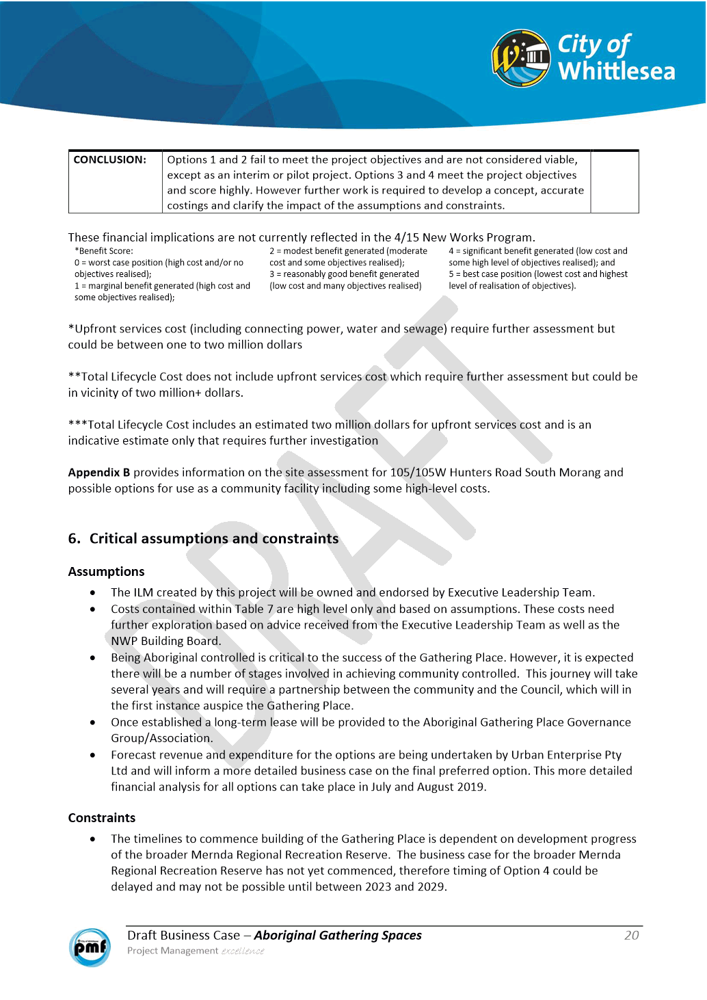 City of
Whittlesea
CONCLUSION:
Options 1 and 2 fail to meet the project objectives and are not considered viable,
except as an interim or pilot project. Options 3 and 4 meet the project objectives
and score highly. However further work is required to develop a concept, accurate
costings and clarify the impact of the assumptions and constraints.
These financial implications are not currently reflected in the 4/15 New Works Program.
*Benefit Score:
0 = worst case position (high cost and/or no
objectives realised);
1 = marginal benefit generated (high cost and
some objectives realised);
2 = modest benefit generated (moderate
cost and some objectives realised);
3 = reasonably good benefit generated
(low cost and many objectives realised)
4 = significant benefit generated (low cost and
some high level of objectives realised); and
5 = best case position (lowest cost and highest
level of realisation of objectives).
*Upfront services cost (including connecting power, water and sewage) require further assessment but
could be between one to two million dollars
**Total Lifecycle Cost does not include upfront services cost which require further assessment but could be
in vicinity of two million+ dollars.
***Total Lifecycle Cost includes an estimated two million dollars for upfront services cost and is an
indicative estimate only that requires further investigation
Appendix B provides information on the site assessment for 105/105W Hunters Road South Morang and
possible options for use as a community facility including some high-level costs.
DRAFT
6. Critical assumptions and constraints
Assumptions
• The ILM created by this project will be owned and endorsed by Executive Leadership Team.
• Costs contained within Table 7 are high level only and based on assumptions. These costs need
further exploration based on advice received from the Executive Leadership Team as well as the
NWP Building Board.
• Being Aboriginal controlled is critical to the success of the Gathering Place. However, it is expected
there will be a number of stages involved in achieving community controlled.  This journey will take
several years and will require a partnership between the community and the Council, which will in
the first instance auspice the Gathering Place.
• Once established a long-term lease will be provided to the Aboriginal Gathering Place Governance
Group/Association.
• Forecast revenue and expenditure for the options are being undertaken by Urban Enterprise Pty
Ltd and will inform a more detailed business case on the final preferred option. This more detailed
financial analysis for all options can take place in July and August 2019.
Constraints
• The timelines to commence building of the Gathering Place is dependent on development progress
of the broader Mernda Regional Recreation Reserve.  The business case for the broader Mernda
Regional Recreation Reserve has not yet commenced, therefore timing of Option 4 could be
delayed and may not be possible until between 2023 and 2029.
City of Whittlesea
pmf
Draft Business Case – Aboriginal Gathering Spaces
20
Project Management excellence